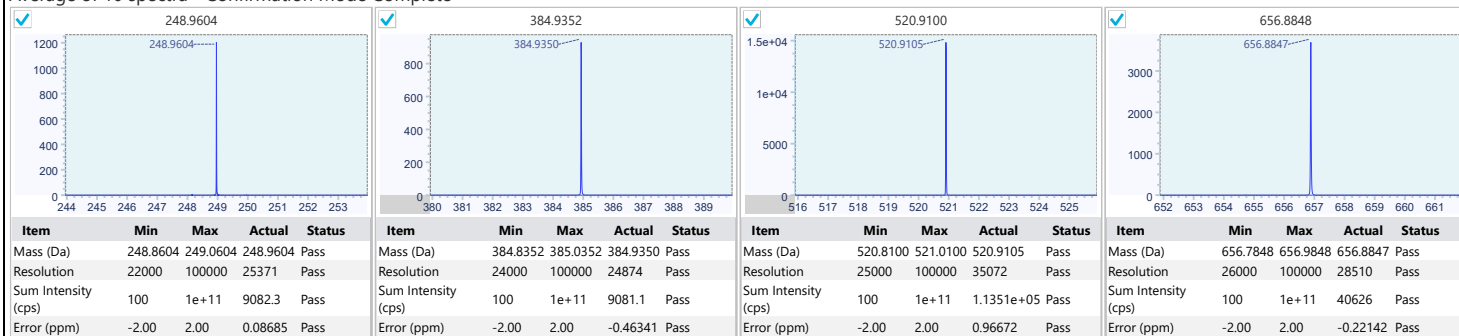 248.9604
1200
1000
800
600
400
200
0
248.9604
244 245 246 247 248 249 250 251 252 253
Item Min Max Actual Status
Mass (Da) 248.8604 249.0604 248.9604 Pass
Resolution 22000 100000 25371 Pass
Sum Intensity
(cps) 100 1e+11 9082.3 Pass
Error (ppm) -2.00 2.00 0.08685 Pass
384.9352
800
600
400
200
0
384.9350
380 381 382 383 384 385 386 387 388 389
Item Min Max Actual Status
Mass (Da) 384.8352 385.0352 384.9350 Pass
Resolution 24000 100000 24874 Pass
Sum Intensity
(cps) 100 1e+11 9081.1 Pass
Error (ppm) -2.00 2.00 -0.46341 Pass
520.9100
1.5e+04
1e+04
5000
0
520.9105
516 517 518 519 520 521 522 523 524 525
Item Min Max Actual Status
Mass (Da) 520.8100 521.0100 520.9105 Pass
Resolution 25000 100000 35072 Pass
Sum Intensity
(cps) 100 1e+11 1.1351e+05 Pass
Error (ppm) -2.00 2.00 0.96672 Pass
656.8848
3000
2000
1000
0
656.8847
652 653 654 655 656 657 658 659 660 661
Item Min Max Actual Status
Mass (Da) 656.7848 656.9848 656.8847 Pass
Resolution 26000 100000 28510 Pass
Sum Intensity
(cps) 100 1e+11 40626 Pass
Error (ppm) -2.00 2.00 -0.22142 Pass